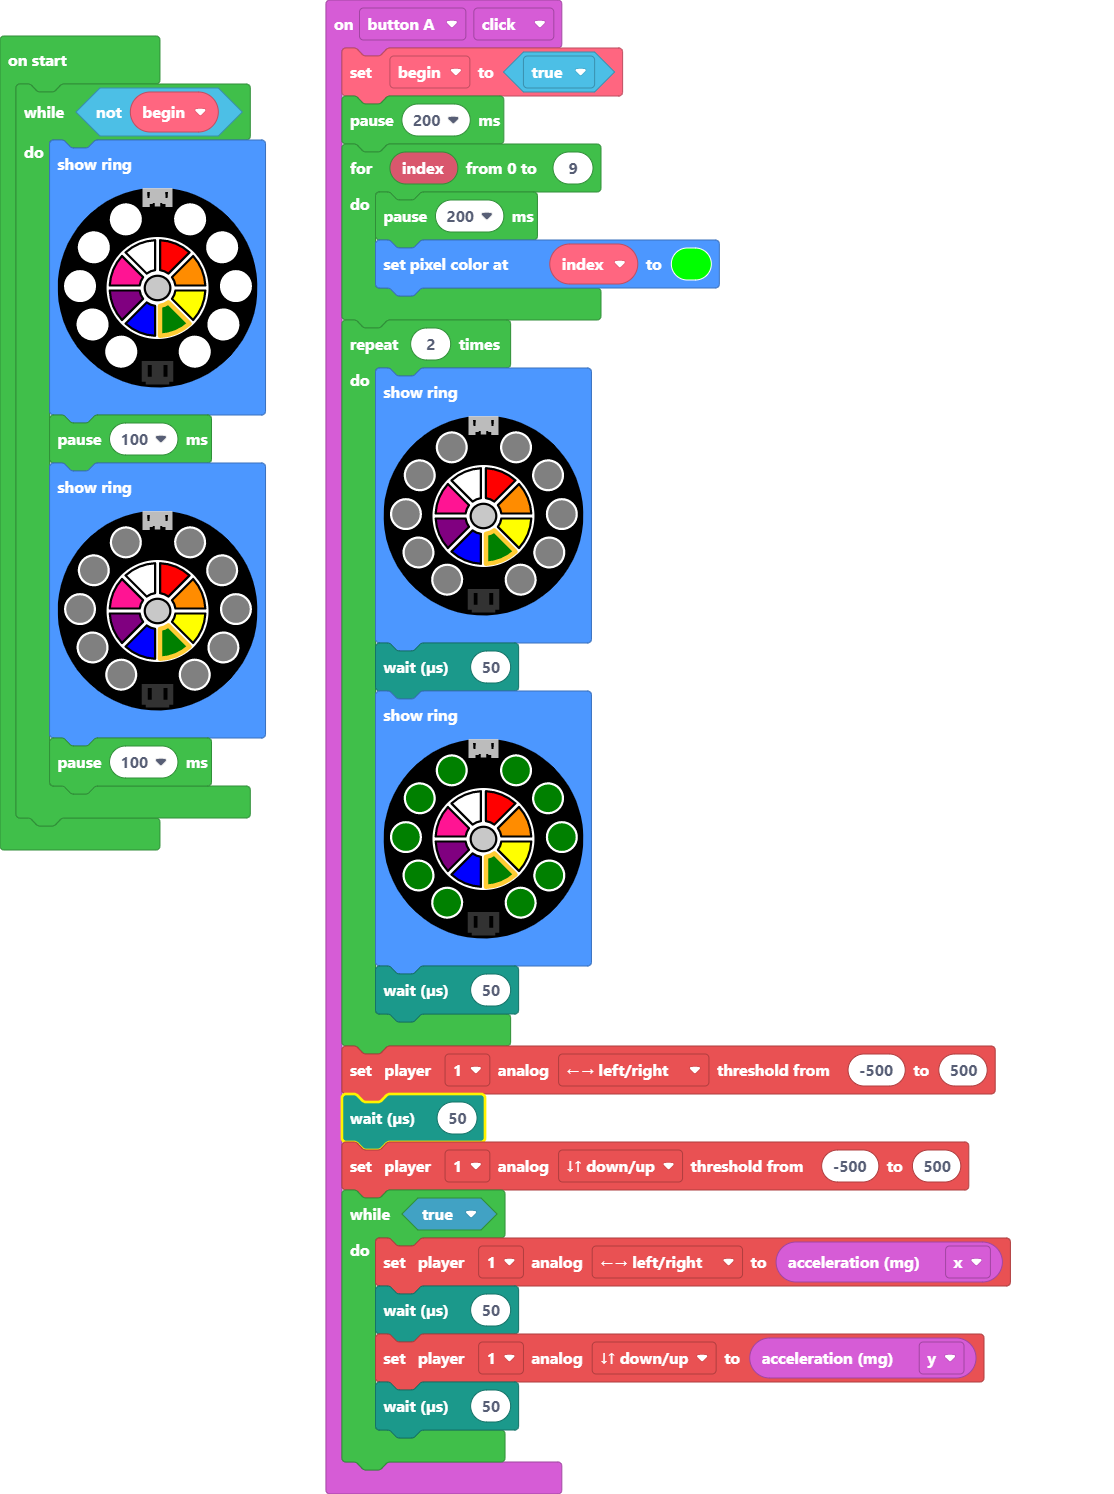 on start
while not begin
do
show ring
pause 100 ms
show ring
pause 100 ms
on button A click
set begin to true
pause 200 ms
for index from 0 to 9
do
pause 200 ms
set pixel color at index to
repeat 2 times
do
show ring
wait (µs) 50
show ring
wait (µs) 50
set player 1 analog ←→ left/right threshold from -500 to 500
wait (µs) 50
set player 1 analog ↓↑ down/up threshold from -500 to 500
while true
do
set player 1 analog ←→ left/right to acceleration (mg) x
wait (µs) 50
set player 1 analog ↓↑ down/up to acceleration (mg) y
wait (µs) 50